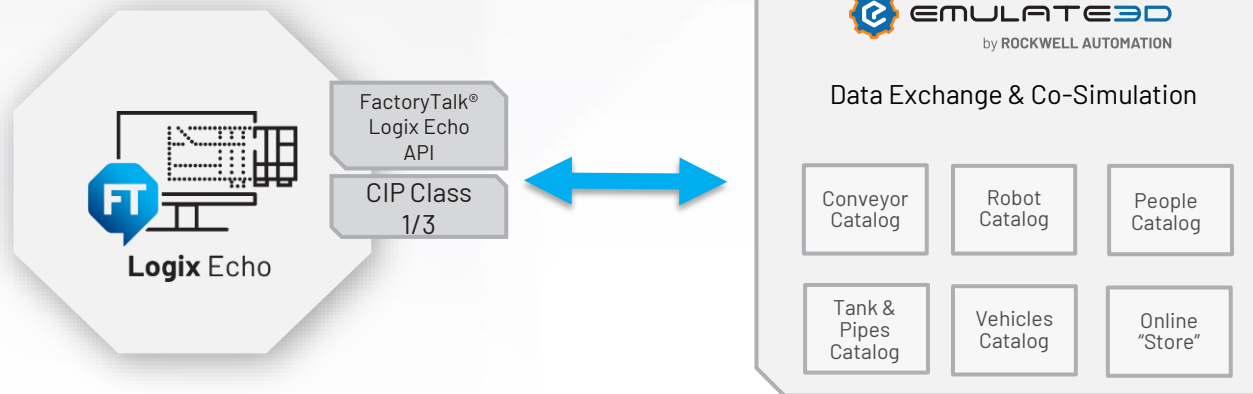 FT
Logix Echo
FactoryTalk®
Logix Echo
API
CIP Class
1/3
EMULATE3D
by ROCKWELL AUTOMATION
Data Exchange & Co-Simulation
Conveyor
Catalog
Robot
Catalog
People
Catalog
Tank &
Pipes
Catalog
Vehicles
Catalog
Online
“Store”